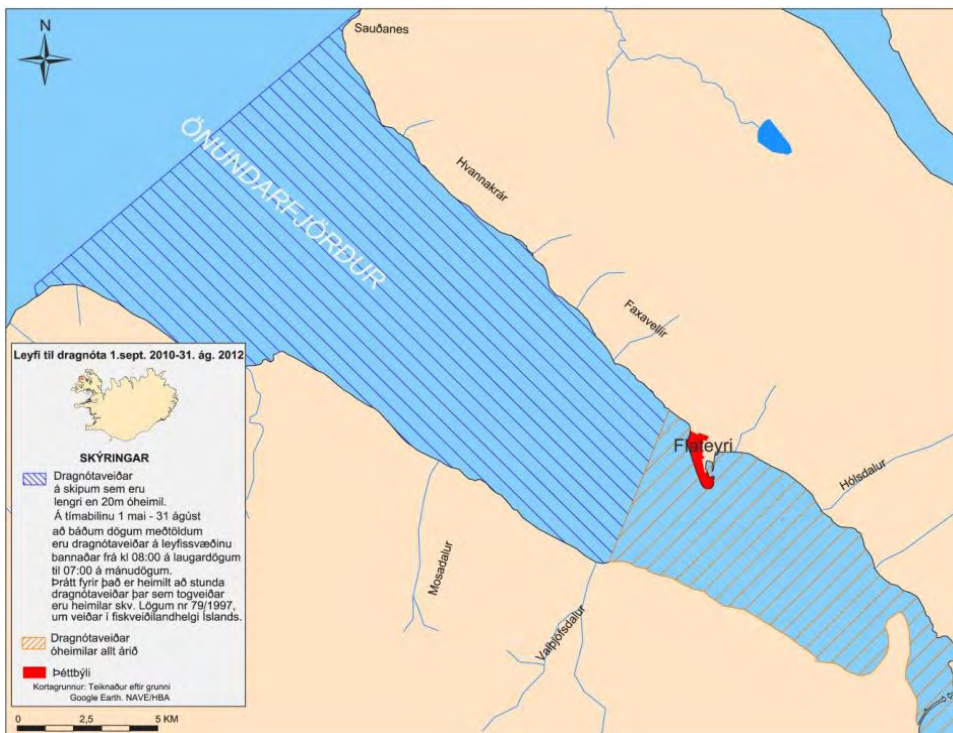 N
Sauðanes
ÖNUNDARFJÖRÐUR
Hvannakrár
Faxavellir
Flateyri
Hólsdalur
Mosadalur
Valþjófsdalur
Leyfi til dragnóta 1.sept. 2010-31. ág. 2012
SKÝRINGAR
Dragnótaveiðar
á skipum sem eru
lengri en 20m óheimil.
Á tímabilinu 1 mai - 31 ágúst
að báðum dögum meðtöldum
eru dragnótaveiðar á leyfissvæðinu
bannaðar frá kl 08:00 á laugardögum
til 07:00 á mánudögum.
Þrátt fyrir það er heimilt að stunda
dragnótaveiðar þar sem togveiðar
eru heimilar skv. Lögum nr 79/1997,
um veiðar í fiskveiðilandhelgi Íslands.
Dragnótaveiðar
óheimilar allt árið
Þéttbýli
Kortagrunnur: Teiknaður eftir grunni
Google Earth. NAVE/HBA
0 2,5 5 KM